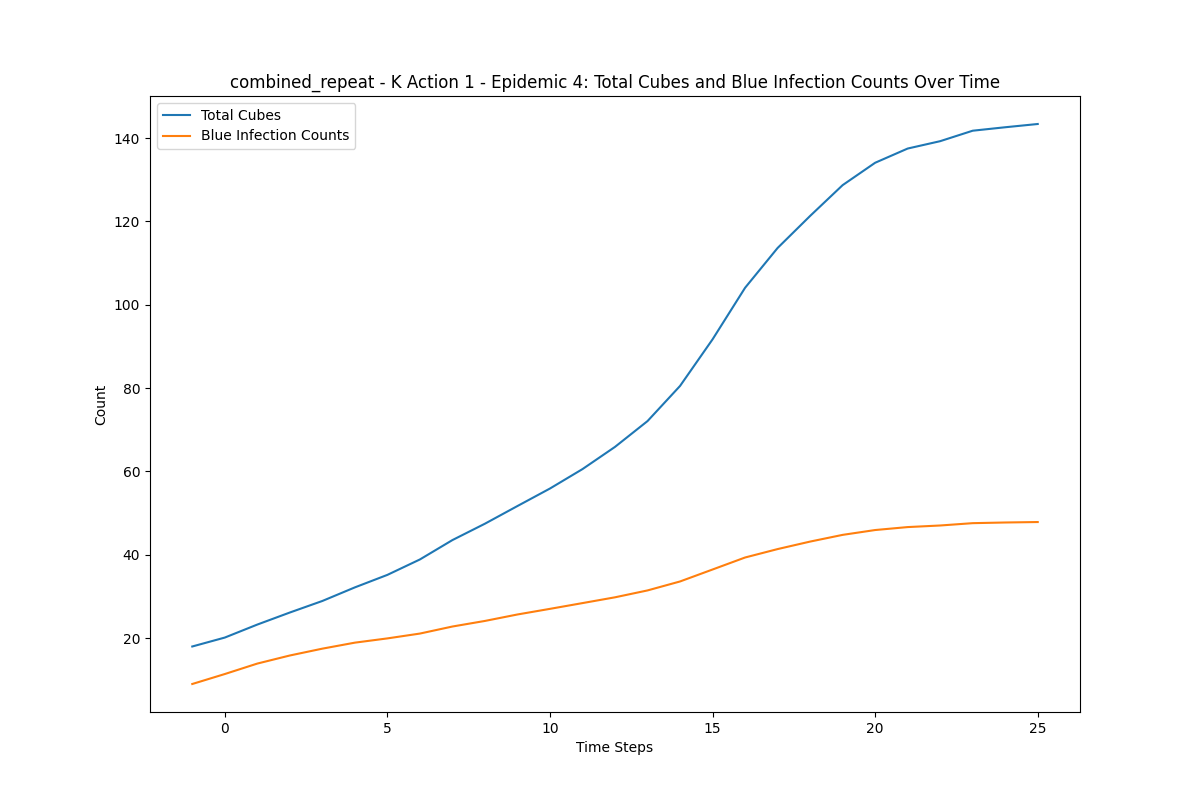 combined_repeat - K Action 1 - Epidemic 4: Total Cubes and Blue Infection Counts Over Time
Total Cubes
Blue Infection Counts
140
120
100
80
60
40
20
Count
0 5 10 15 20 25
Time Steps